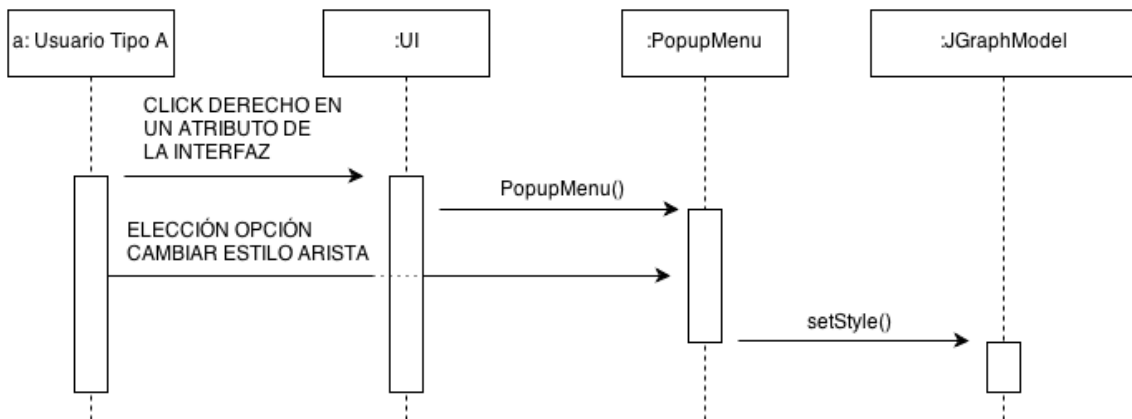 a: Usuario Tipo A
:UI
:PopupMenu
:JGraphModel
CLICK DERECHO EN
UN ATRIBUTO DE
LA INTERFAZ
PopupMenu()
ELECCIÓN OPCIÓN
CAMBIAR ESTILO ARISTA
setStyle()